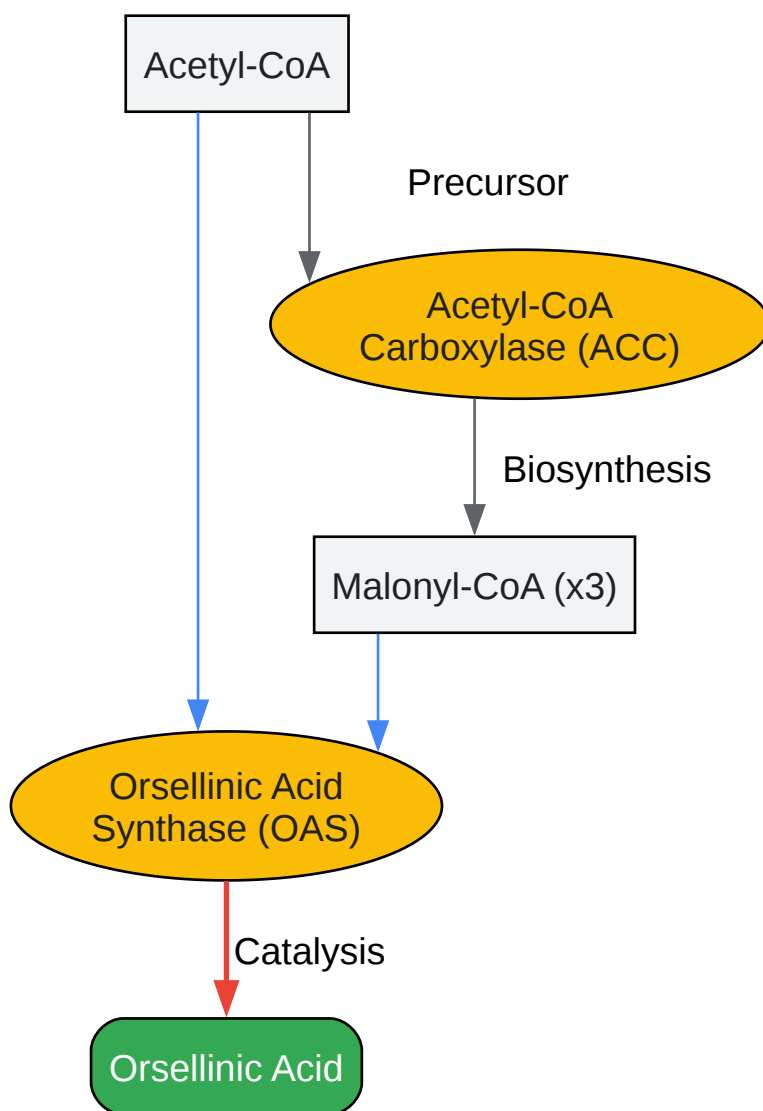 Acetyl-CoA
Precursor
Acetyl-CoA
Carboxylase (ACC)
Biosynthesis
Malonyl-CoA (x3)
Orsellinic Acid
Synthase (OAS)
Catalysis
Orsellinic Acid